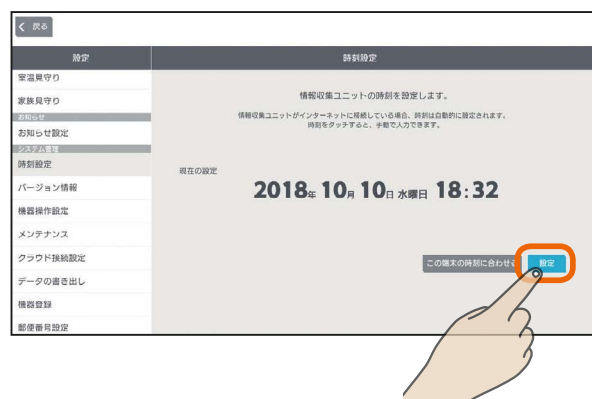 戻る
設定
時刻設定
室温見守り
家族見守り
お知らせ
お知らせ設定
システム管理
時刻設定
バージョン情報
機器操作設定
メンテナンス
クラウド接続設定
データの書き出し
機器登録
郵便番号設定
情報収集ユニットの時刻を設定します。
情報収集ユニットがインターネットに接続している場合、時刻は自動的に設定されます。
時刻をタッチすると、手動で入力できます。
現在の設定
2018年 10月 10日 水曜日 18:32
この端末の時刻に合わせる
設定